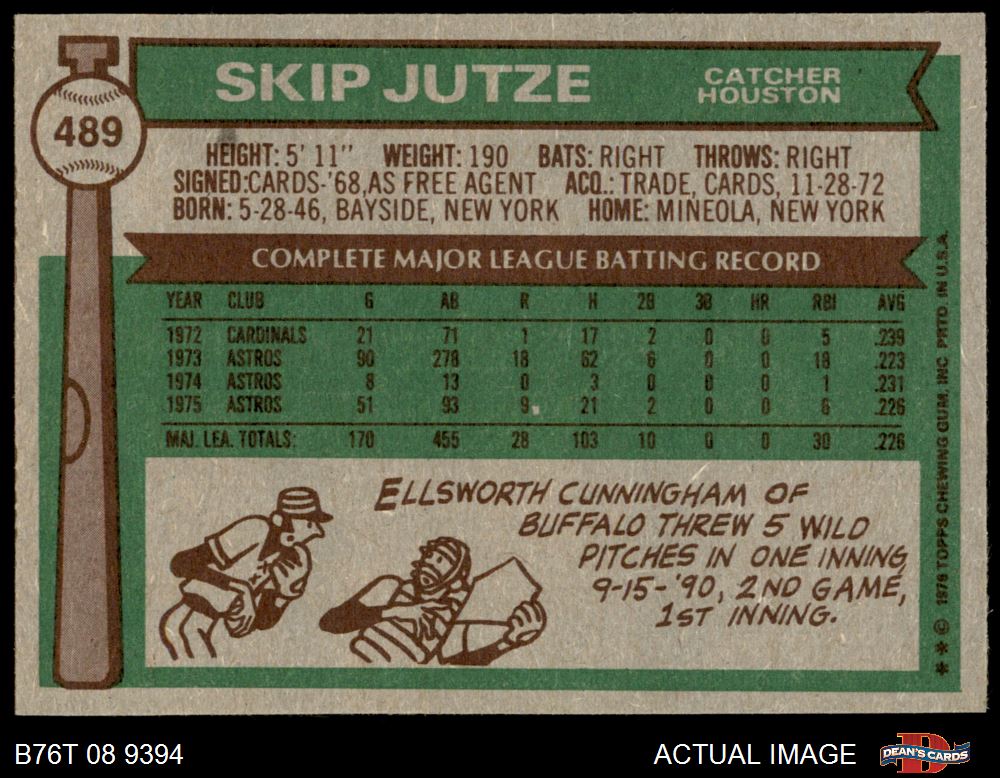 489
SKIP JUTZE
CATCHER
HOUSTON
HEIGHT: 5' 11" WEIGHT: 190 BATS: RIGHT THROWS: RIGHT
SIGNED:CARDS-'68,AS FREE AGENT ACQ.: TRADE, CARDS, 11-28-72
BORN: 5-28-46, BAYSIDE, NEW YORK HOME: MINEOLA, NEW YORK
COMPLETE MAJOR LEAGUE BATTING RECORD
YEAR CLUB G AB R H 2B 3B HR RBI AVG
1972 CARDINALS 21 71 1 17 2 0 0 5 .239
1973 ASTROS 90 278 18 62 6 0 0 18 .223
1974 ASTROS 8 13 0 3 0 0 0 1 .231
1975 ASTROS 51 93 9 21 2 0 0 6 .226
MAJ. LEA. TOTALS: 170 455 28 103 10 0 0 30 .226
ELLSWORTH CUNNINGHAM OF
BUFFALO THREW 5 WILD
PITCHES IN ONE INNING,
9-15-'90, 2ND GAME,
1ST INNING.
** © 1976 TOPPS CHEWING GUM, INC PRTD. IN U.S.A.
B76T 08 9394
ACTUAL IMAGE
D
DEAN'S CARDS